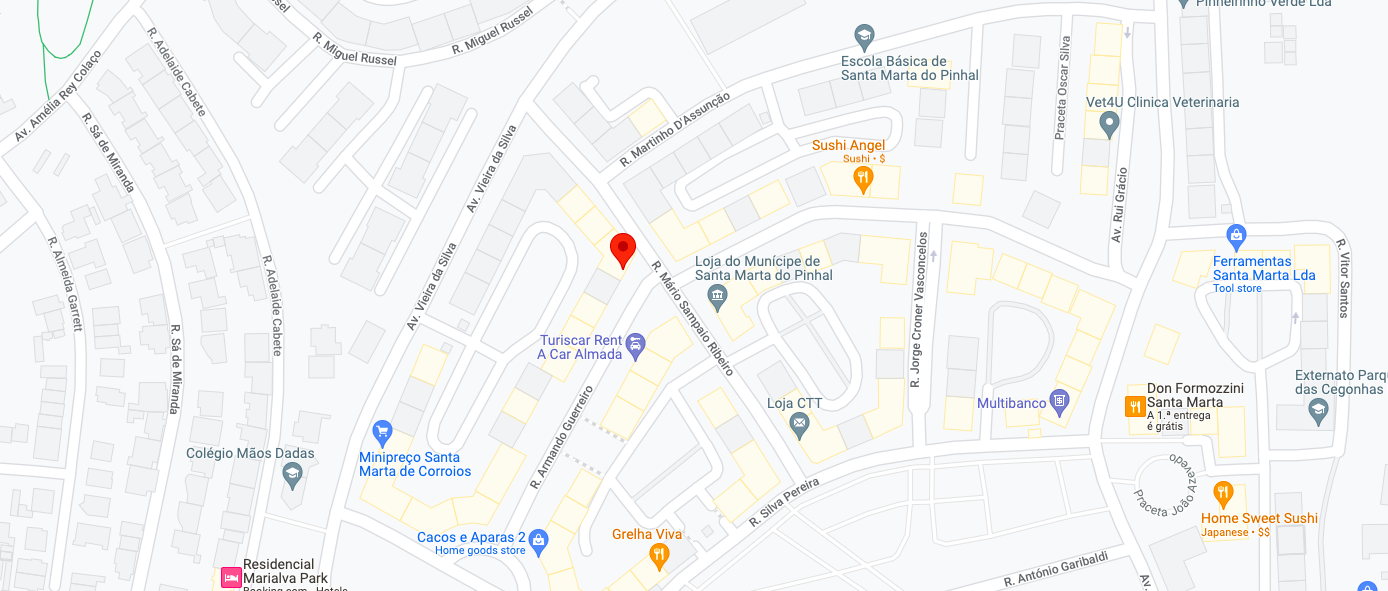 Pinheirinho Verde Lda
R. Miguel Russel
R. Miguel Russel
Escola Básica de
Santa Marta do Pinhal
R. Adelaide Cabete
Av. Amélia Rey Colaço
R. Sá de Miranda
Av. Vieira da Silva
R. Martinho D'Assunção
Praceta Oscar Silva
Vet4U Clinica Veterinaria
Sushi Angel
Sushi • $
Av. Rui Grácio
R. Almeida Garrett
R. Adelaide Cabete
Av. Vieira da Silva
R. Mário Sampaio Ribeiro
Loja do Munícipe de
Santa Marta do Pinhal
R. Jorge Croner Vasconcelos
Ferramentas
Santa Marta Lda
Tool store
R. Vitor Santos
R. Sá de Miranda
Turiscar Rent
A Car Almada
R. Armando Guerreiro
Loja CTT
Multibanco
Don Formozzini
Santa Marta
A 1.ª entrega
é grátis
Externato Parqu
das Cegonhas
Colégio Mãos Dadas
Minipreço Santa
Marta de Corroios
R. Silva Pereira
Praceta João Azevedo
Cacos e Aparas 2
Home goods store
Grelha Viva
Home Sweet Sushi
Japanese • $$
Residencial
Marialva Park
Booking.com - Hotels
R. António Garibaldi
Av.